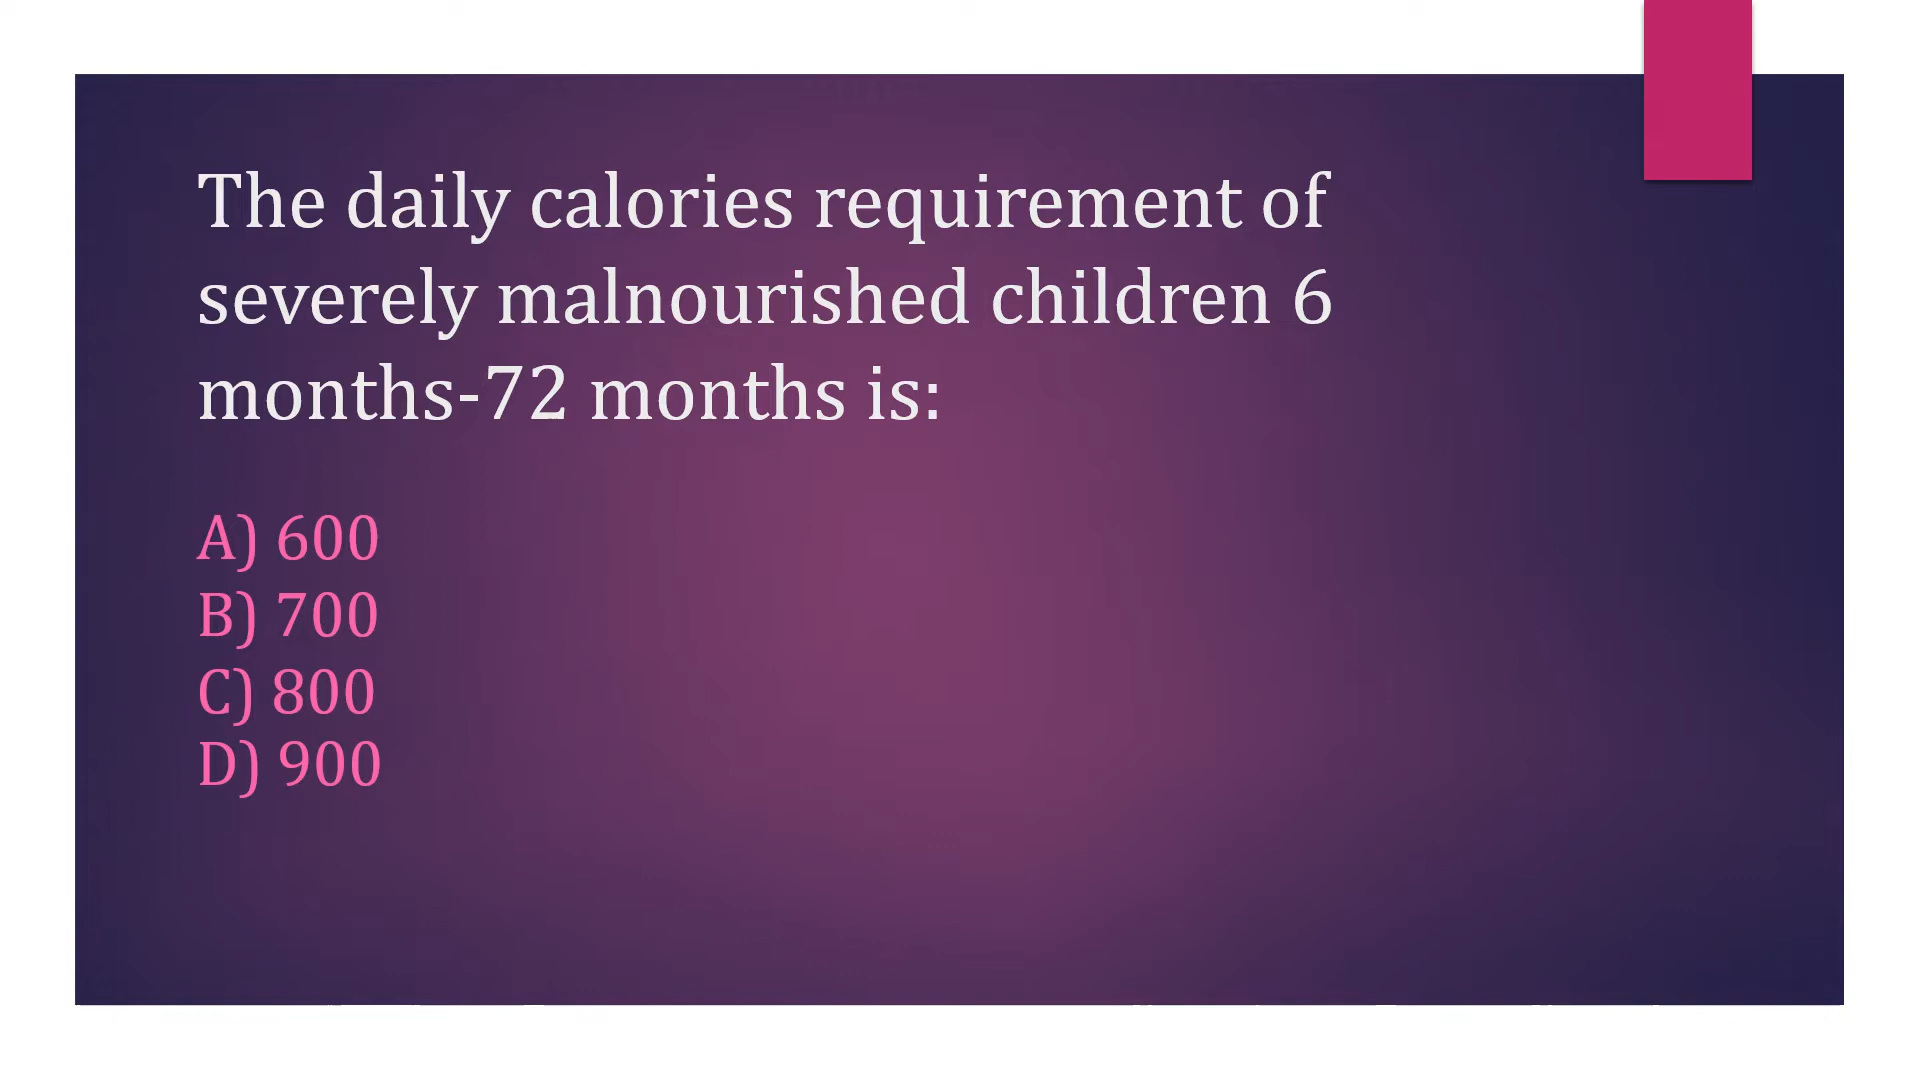 The daily calories requirement of
severely malnourished children 6
months-72 months is:
A) 600
B) 700
C) 800
D) 900